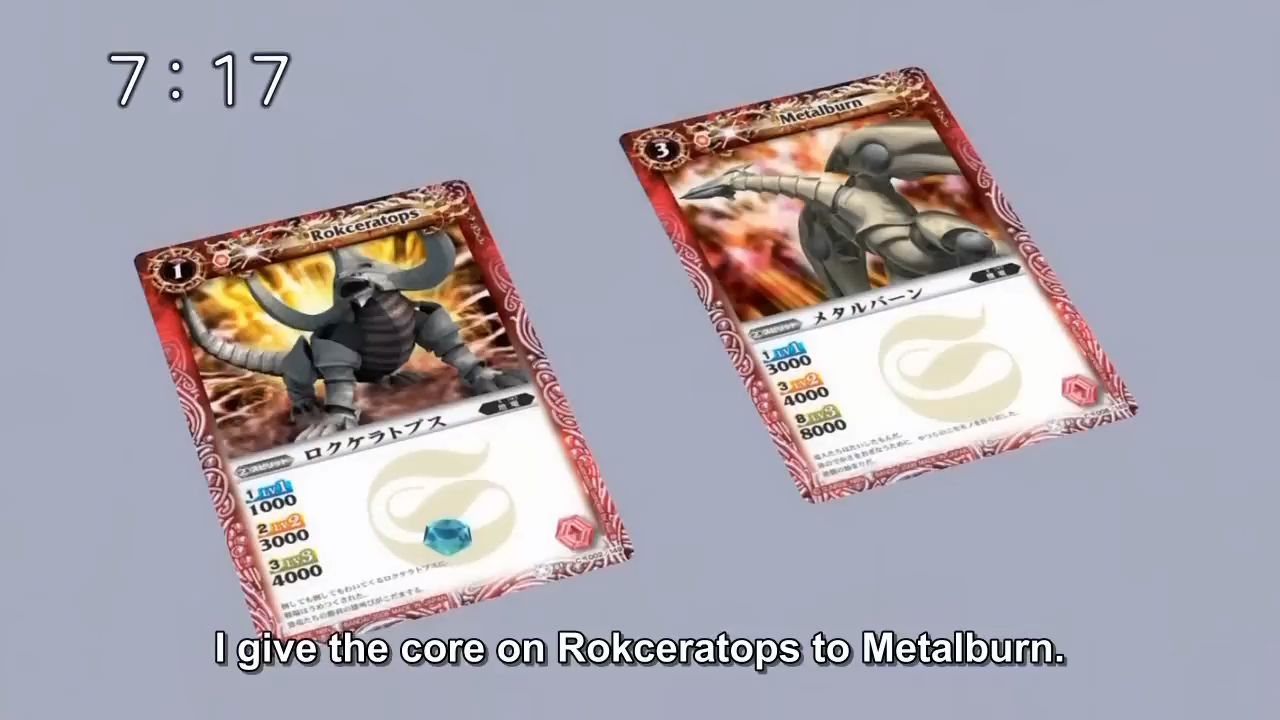 7:17
Metalburn
3
Rokceratops
1
メタルバーン
1 LV1
3000
3 LV2
4000
8 LV3
8000
ロクケラトプス
1 LV1
1000
2 LV2
3000
3 LV3
4000
I give the core on Rokceratops to Metalburn.